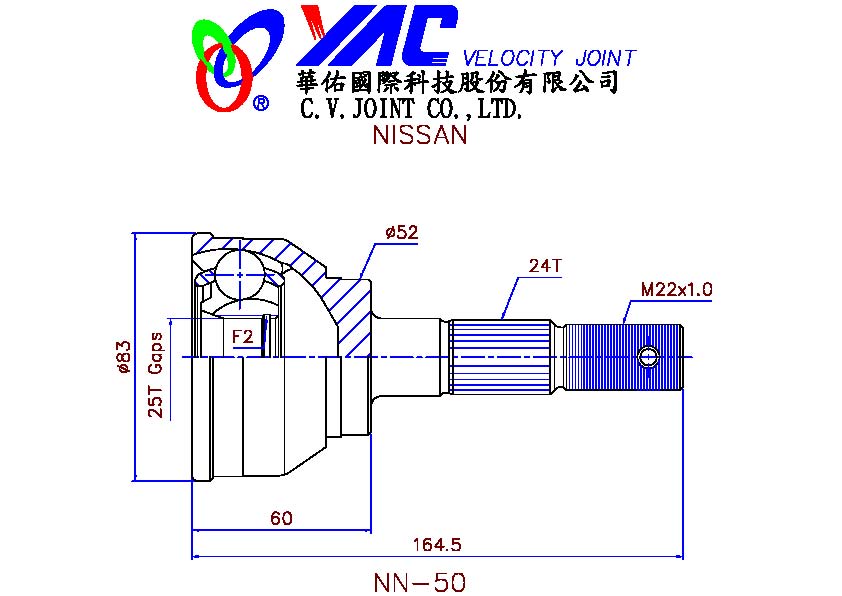 YAC VELOCITY JOINT
®
華佑國際科技股份有限公司
C.V.JOINT CO.,LTD.
NISSAN
ø52
24T
M22x1.0
F2
ø83
25T Gaps
60
164.5
NN-50